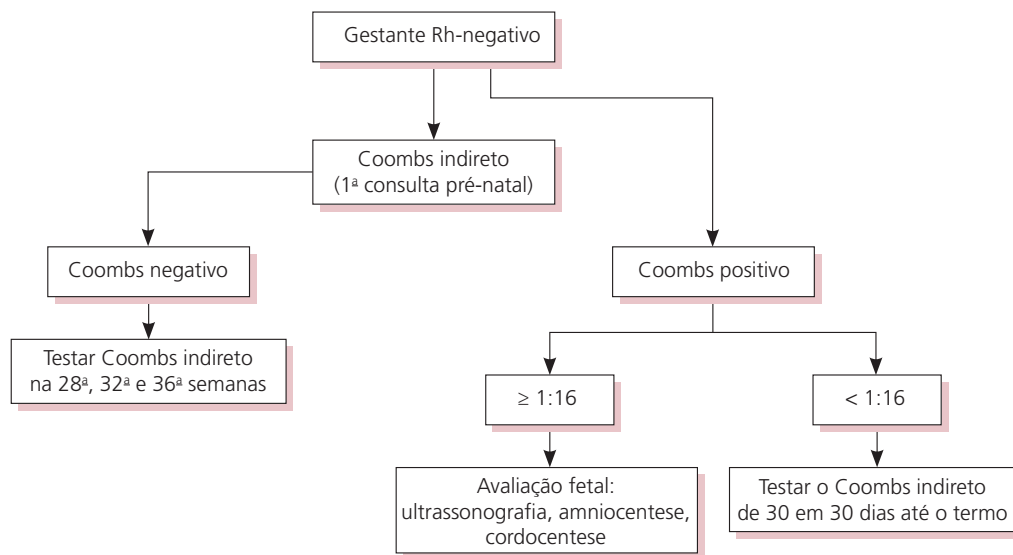 Gestante Rh-negativo
Coombs indireto
(1ª consulta pré-natal)
Coombs negativo
Coombs positivo
Testar Coombs indireto
na 28ª, 32ª e 36ª semanas
≥ 1:16
< 1:16
Avaliação fetal:
ultrassonografia, amniocentese,
cordocentese
Testar o Coombs indireto
de 30 em 30 dias até o termo